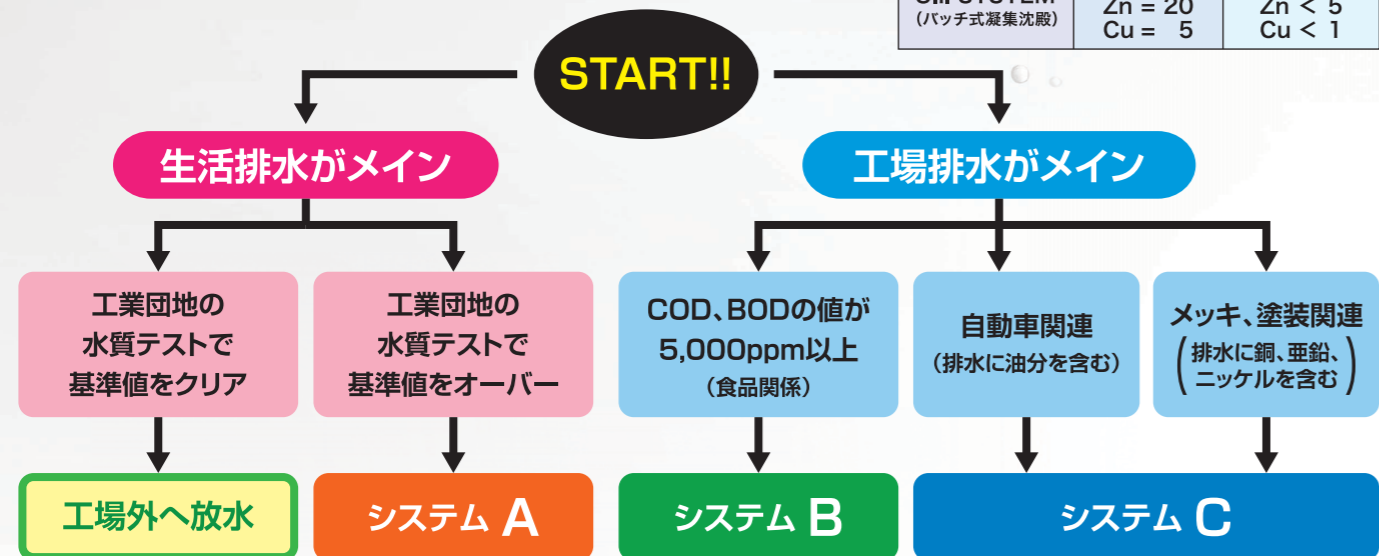 SYSTEM
(バッチ式凝集沈殿)
Zn = 20
Cu = 5
Zn < 5
Cu < 1
START!!
生活排水がメイン
工場排水がメイン
工業団地の
水質テストで
基準値をクリア
工業団地の
水質テストで
基準値をオーバー
COD、BODの値が
5,000ppm以上
(食品関係)
自動車関連
(排水に油分を含む)
メッキ、塗装関連
(排水に銅、亜鉛、
ニッケルを含む)
工場外へ放水
システム A
システム B
システム C